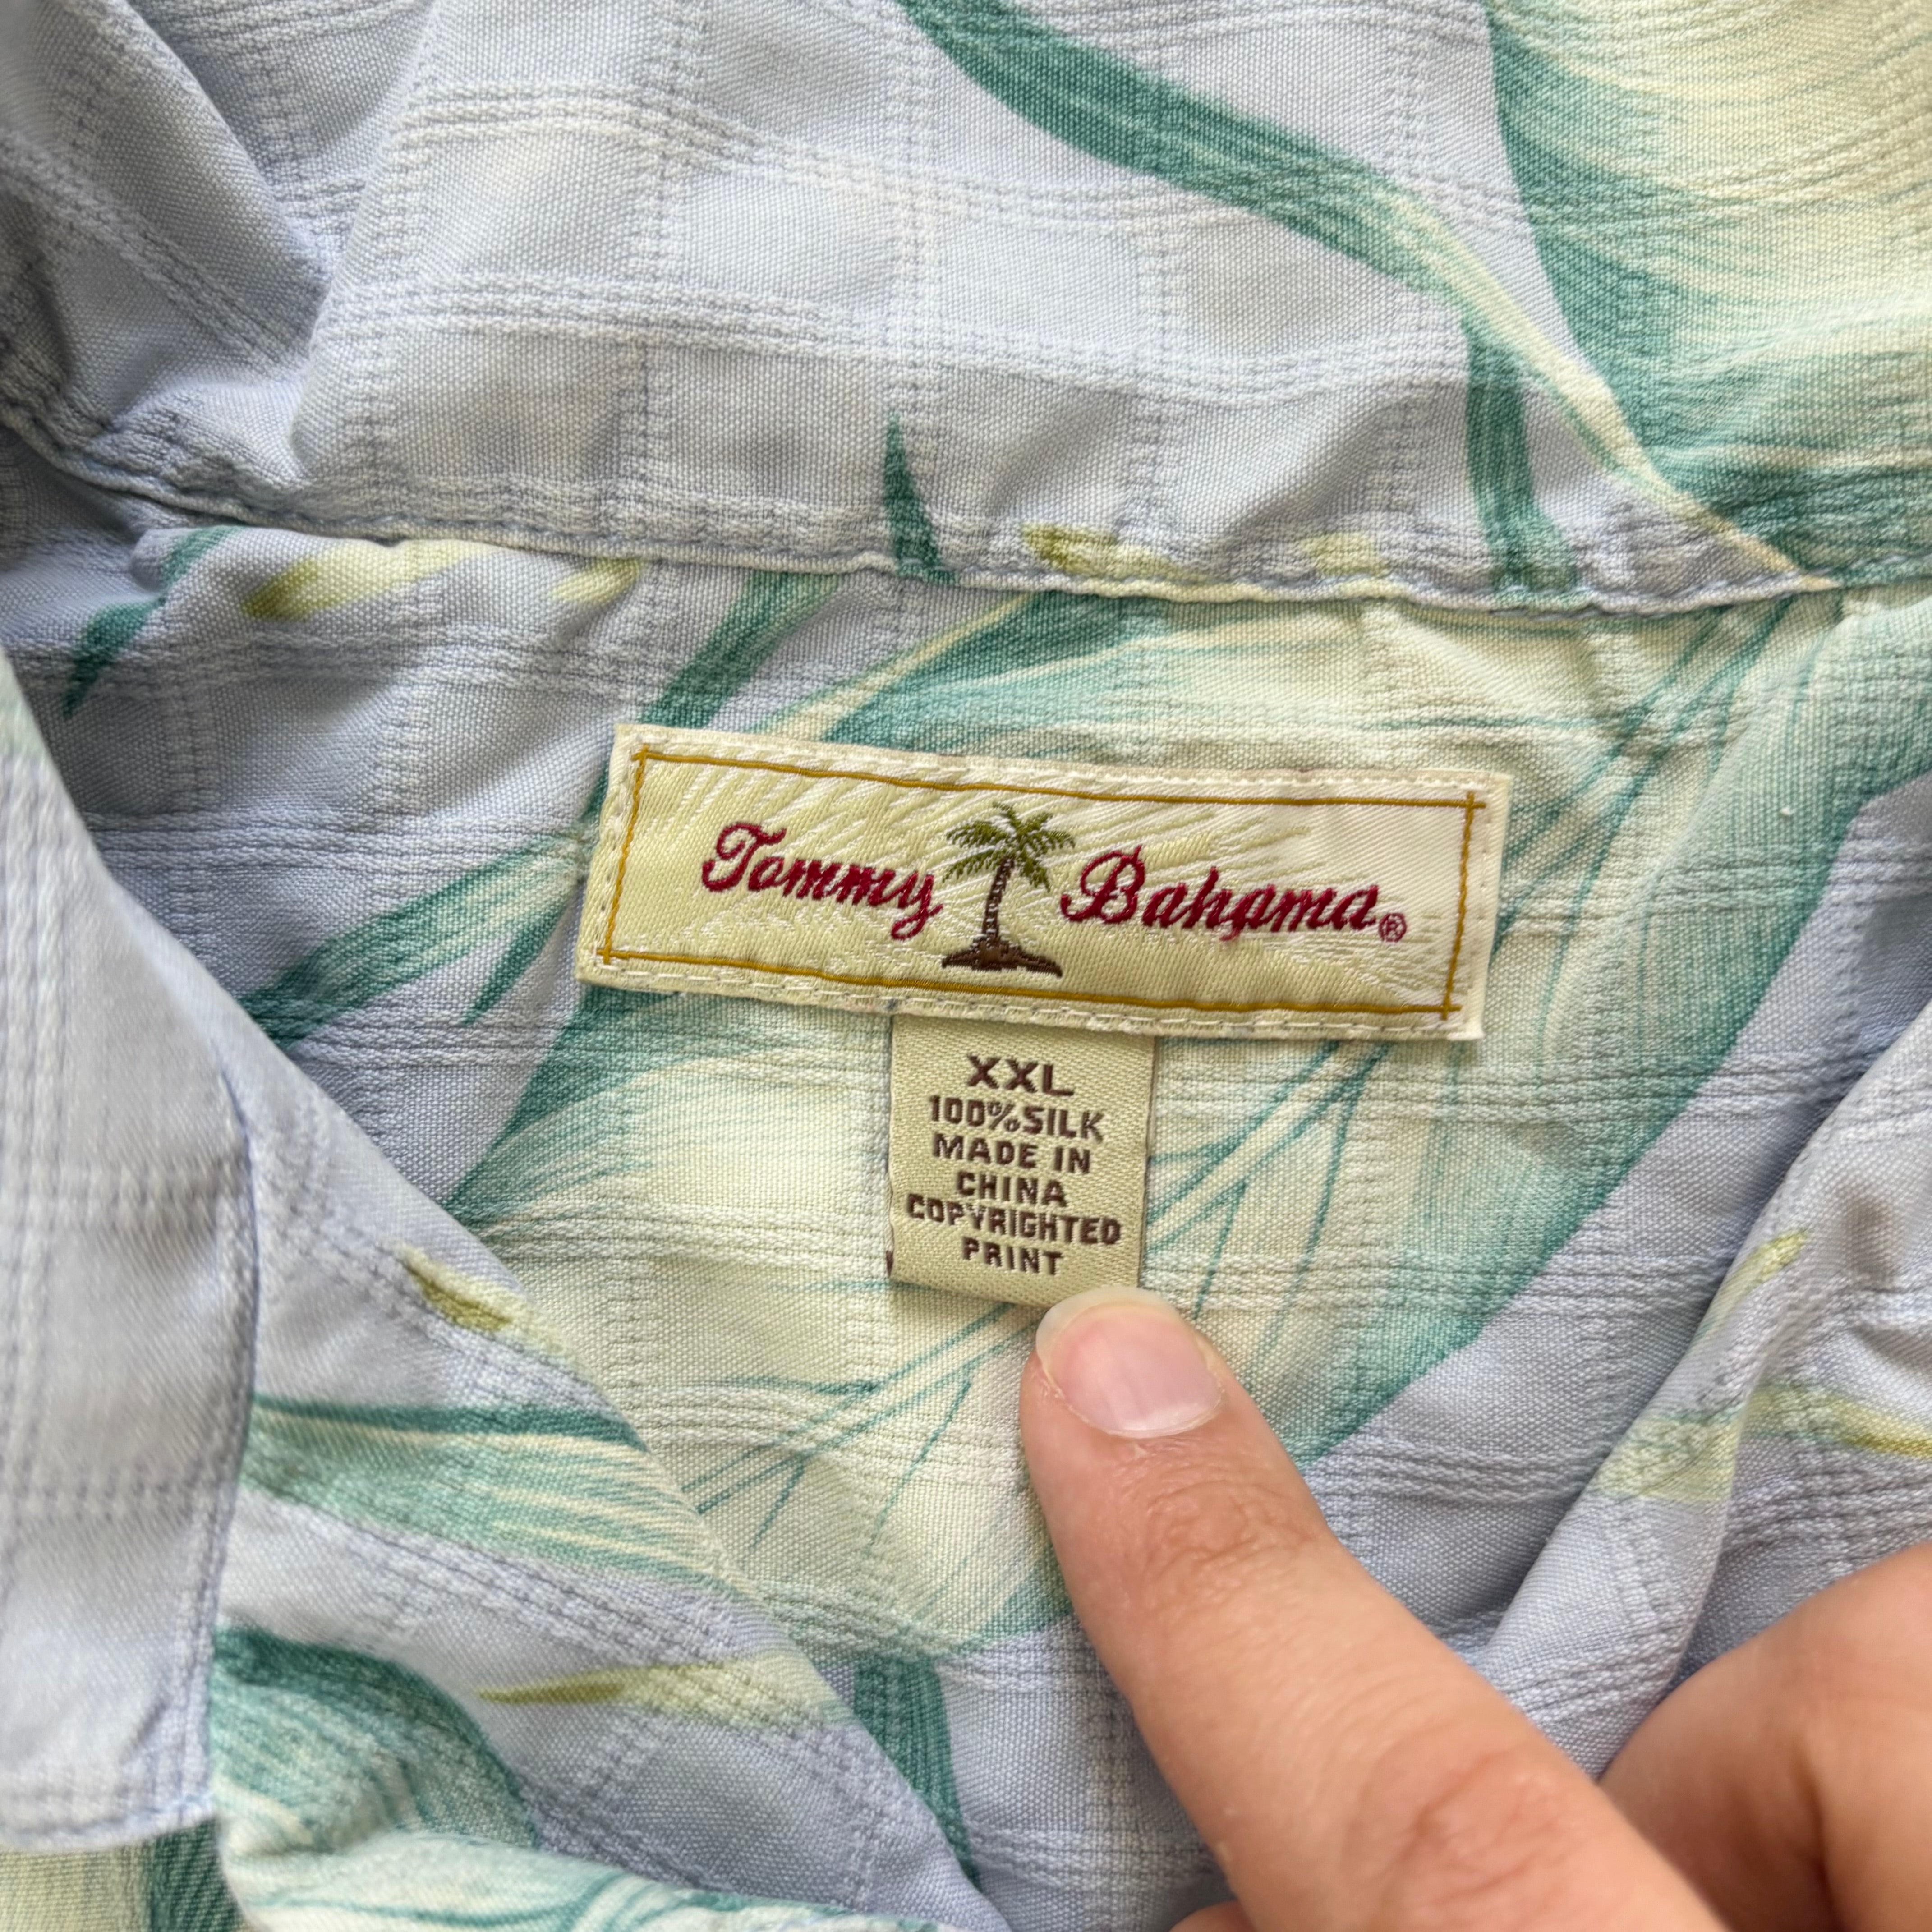 Tommy Bahama®
XXL
100%SILK
MADE IN
CHINA
COPYRIGHTED
PRINT